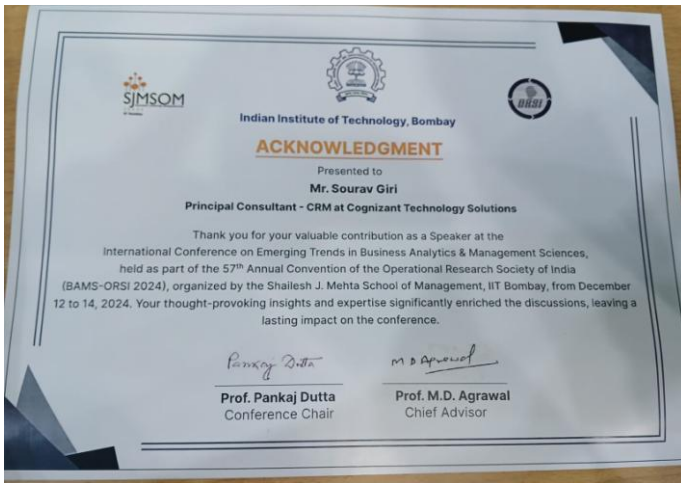 SJMSOM
ORSI
Indian Institute of Technology, Bombay
ACKNOWLEDGMENT
Presented to
Mr. Sourav Giri
Principal Consultant - CRM at Cognizant Technology Solutions
Thank you for your valuable contribution as a Speaker at the
International Conference on Emerging Trends in Business Analytics & Management Sciences,
held as part of the 57th Annual Convention of the Operational Research Society of India
(BAMS-ORSI 2024), organized by the Shailesh J. Mehta School of Management, IIT Bombay, from December
12 to 14, 2024. Your thought-provoking insights and expertise significantly enriched the discussions, leaving a
lasting impact on the conference.
Pankaj Dutta
M D Agrawal
Prof. Pankaj Dutta
Prof. M.D. Agrawal
Conference Chair
Chief Advisor